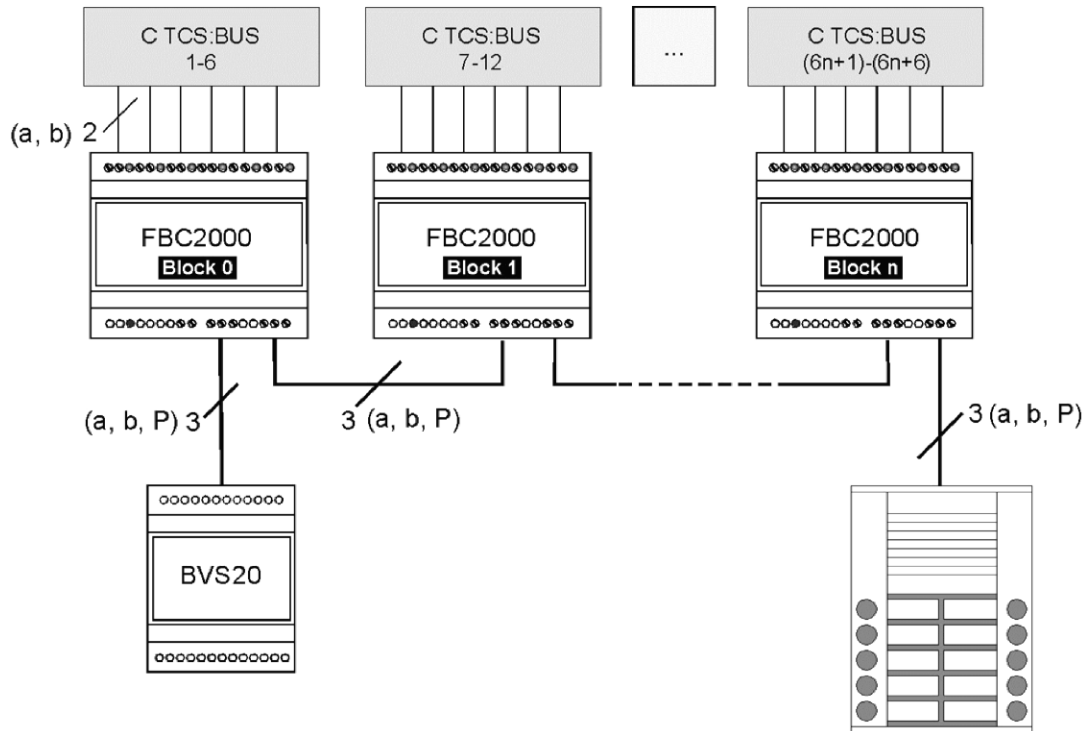 C TCS:BUS
1-6
C TCS:BUS
7-12
...
C TCS:BUS
(6n+1)-(6n+6)
(a, b) 2
FBC2000
Block 0
FBC2000
Block 1
FBC2000
Block n
(a, b, P) 3
3 (a, b, P)
3 (a, b, P)
BVS20